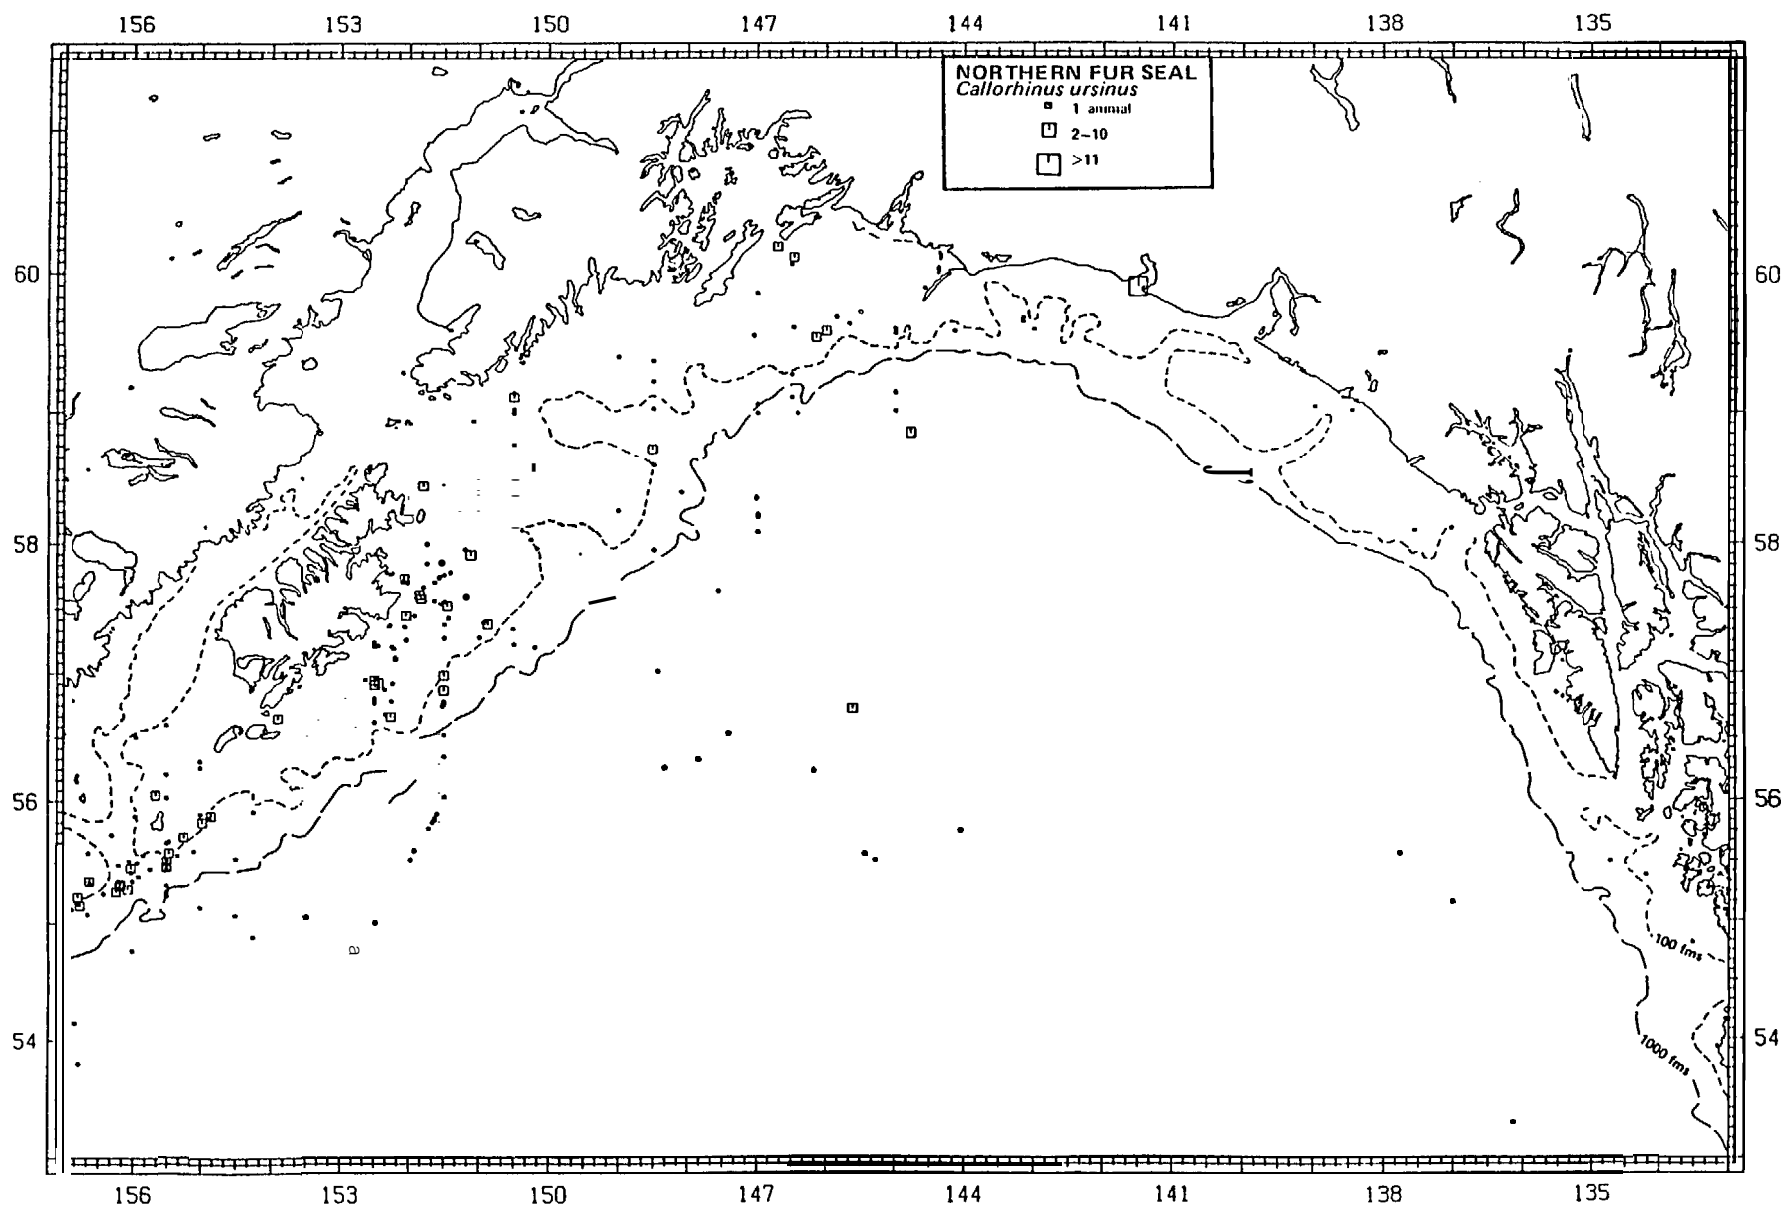 156 153 150 147 144 141 138 135
NORTHERN FUR SEAL
Callorhinus ursinus
1 animal
2-10
>11
60 60
58 58
56 56
100 fms
a
54 54
1000 fms
156 153 150 147 144 141 138 135